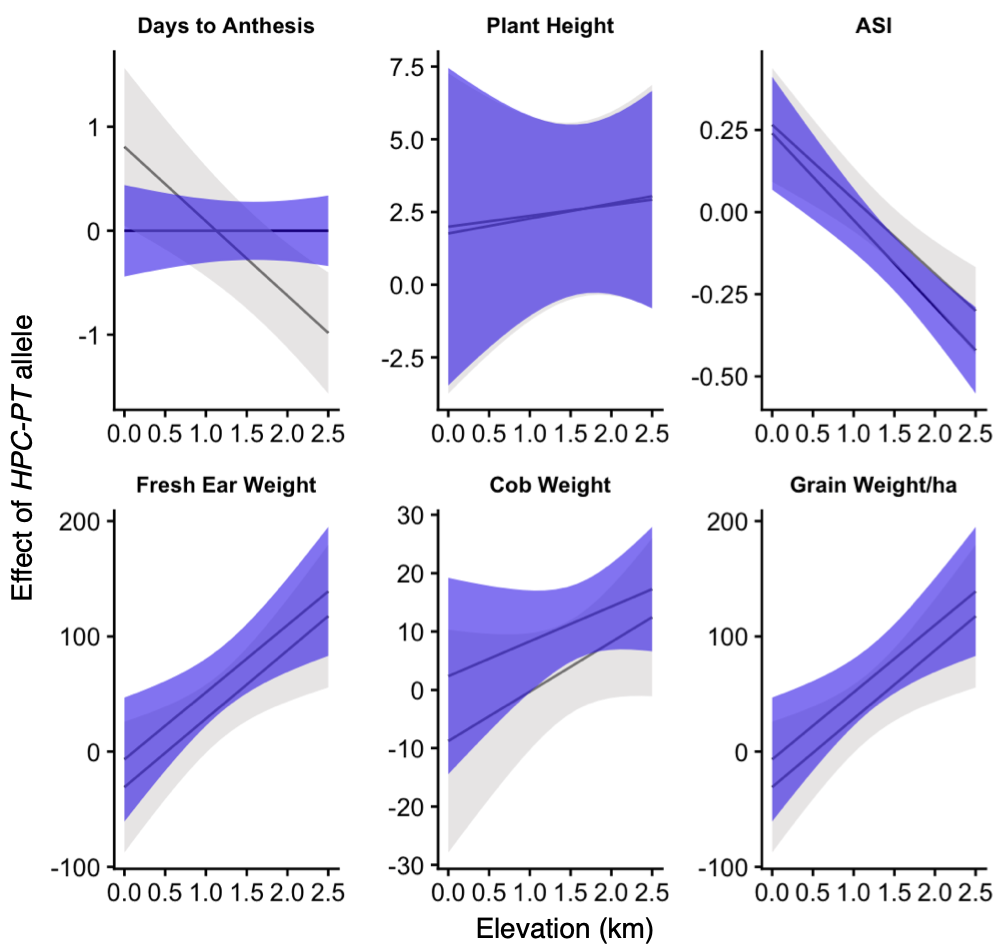 Days to Anthesis
Plant Height
ASI
1
0
-1
0.0 0.5 1.0 1.5 2.0 2.5
7.5
5.0
2.5
0.0
-2.5
0.0 0.5 1.0 1.5 2.0 2.5
0.25
0.00
-0.25
-0.50
0.0 0.5 1.0 1.5 2.0 2.5
Effect of HPC-PT allele
Fresh Ear Weight
Cob Weight
Grain Weight/ha
200
100
0
-100
0.0 0.5 1.0 1.5 2.0 2.5
30
20
10
0
-10
-20
-30
0.0 0.5 1.0 1.5 2.0 2.5
200
100
0
-100
0.0 0.5 1.0 1.5 2.0 2.5
Elevation (km)